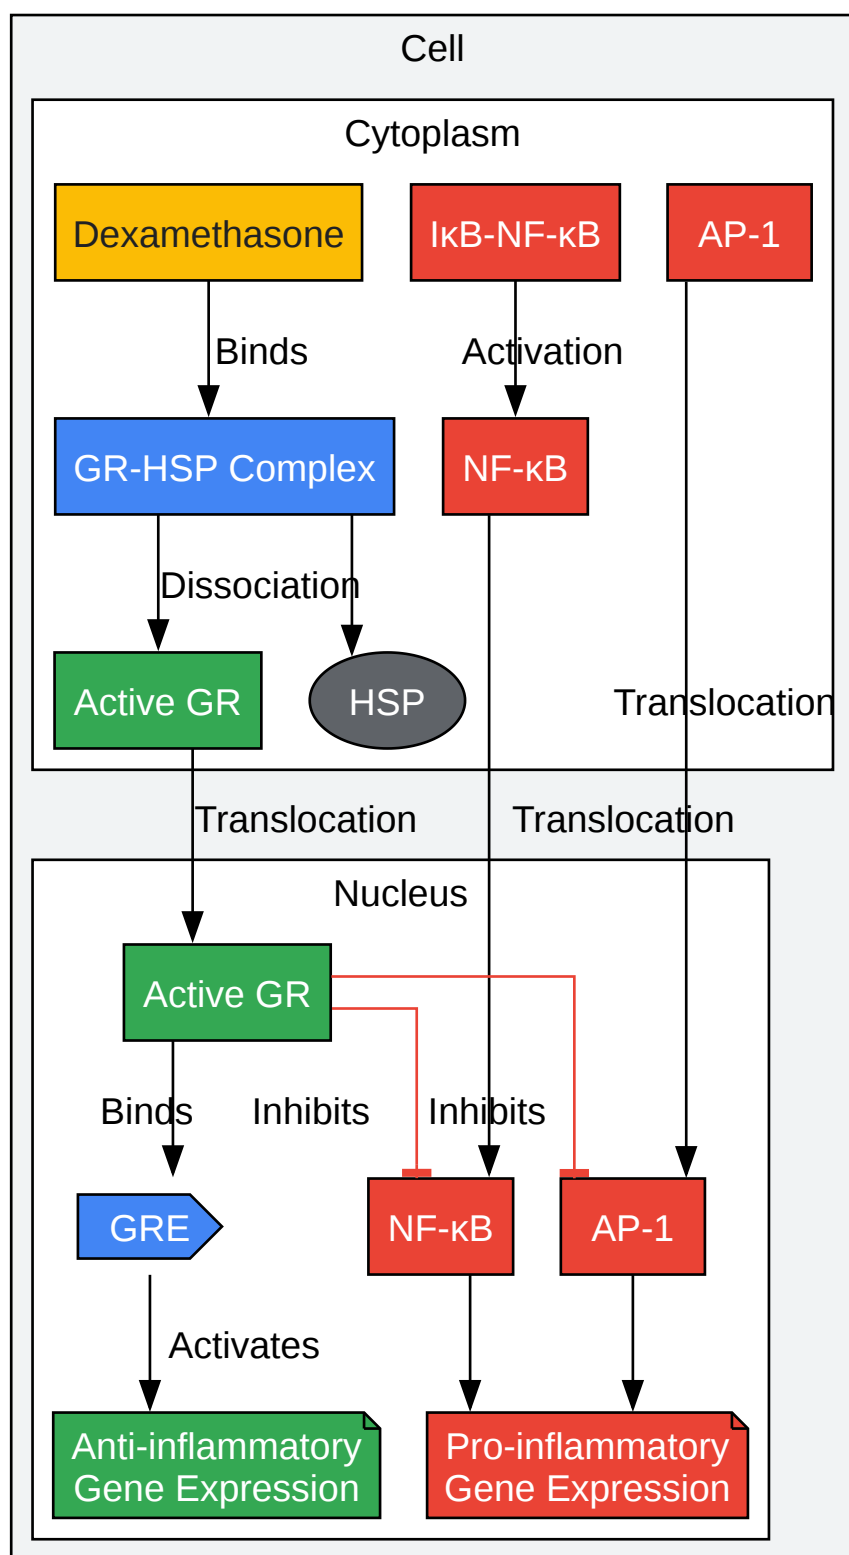 Cell
Cytoplasm
Dexamethasone
IκB-NF-κB
AP-1
Binds
Activation
GR-HSP Complex
NF-κB
Dissociation
Active GR
HSP
Translocation
Translocation
Translocation
Nucleus
Active GR
Binds
Inhibits
Inhibits
GRE
NF-κB
AP-1
Activates
Anti-inflammatory
Gene Expression
Pro-inflammatory
Gene Expression